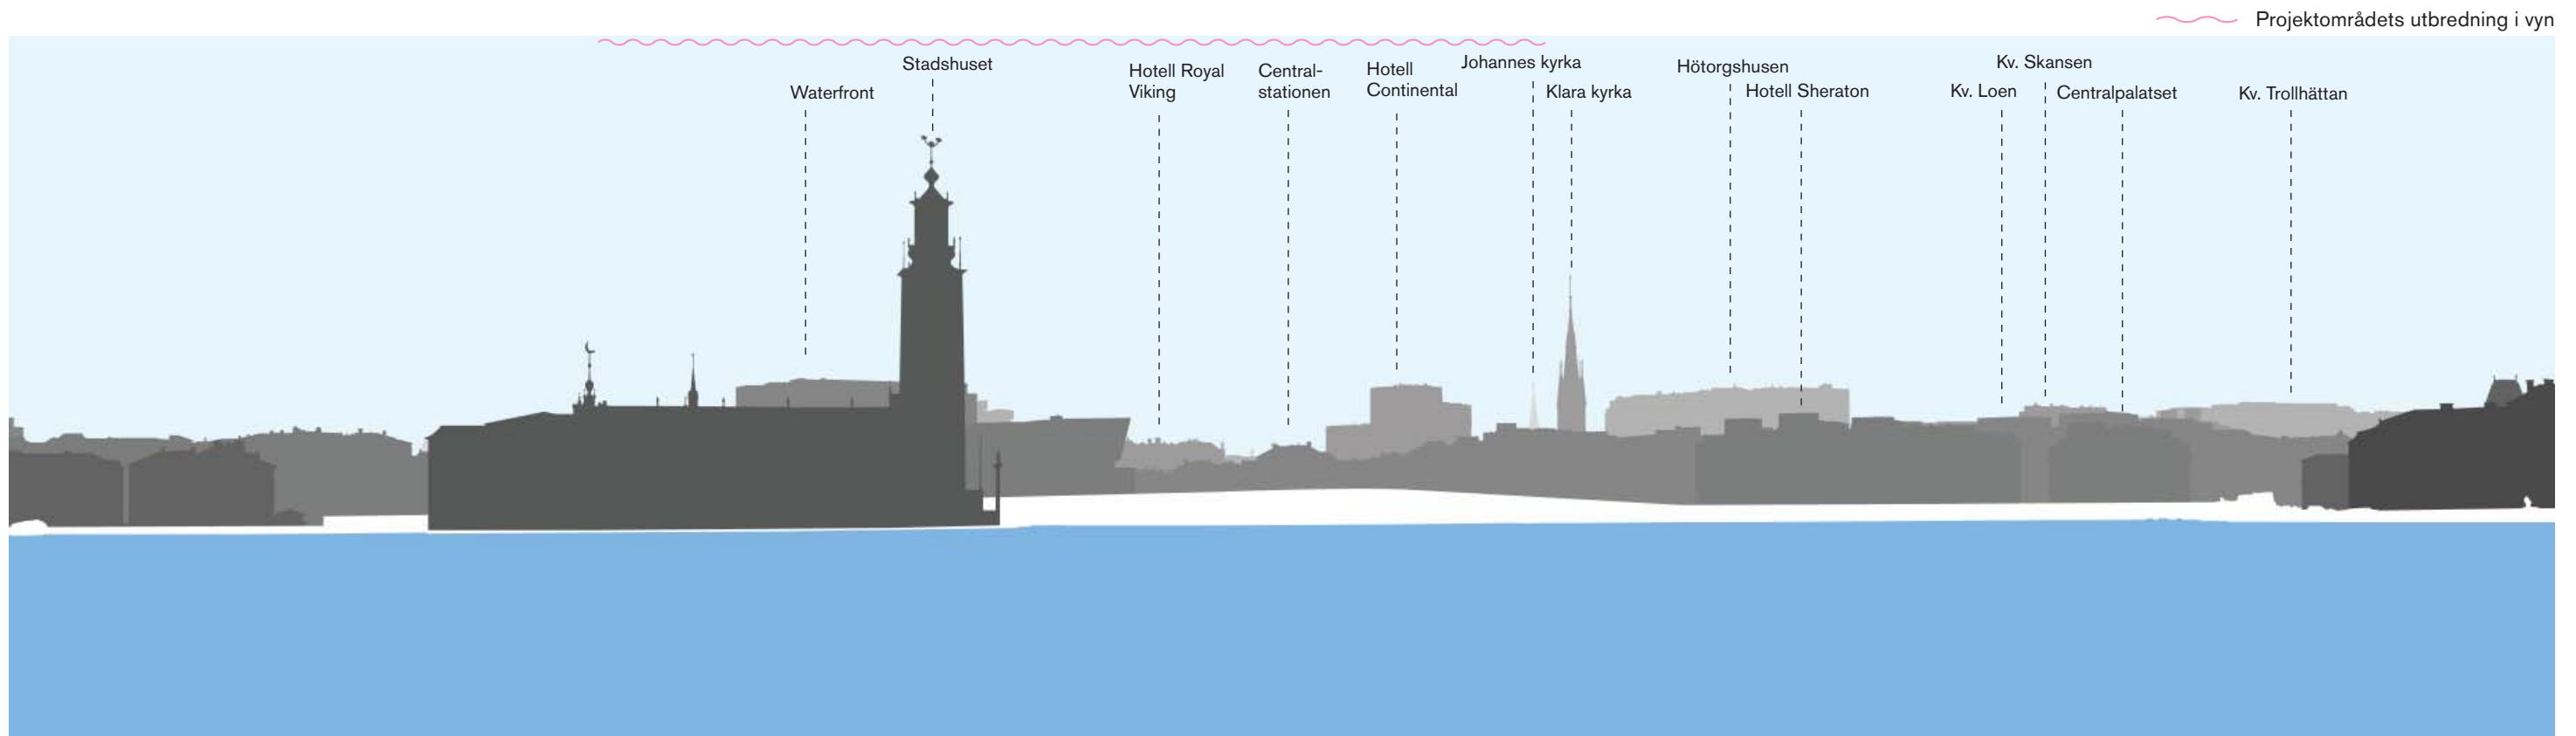 Projektområdets utbredning i vyn
Stadshuset
Waterfront
Hotell Royal
Viking
Central-
stationen
Hotell
Continental
Johannes kyrka
Klara kyrka
Hötorgshusen
Hotell Sheraton
Kv. Skansen
Kv. Loen
Centralpalatset
Kv. Trollhättan